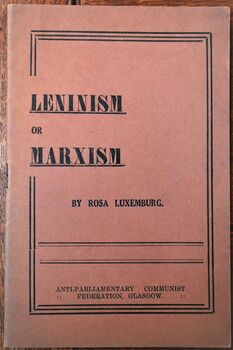 LENINISM
OR
MARXISM
BY ROSA LUXEMBURG.
ANTI-PARLIAMENTARY COMMUNIST
:: FEDERATION, GLASGOW. ::